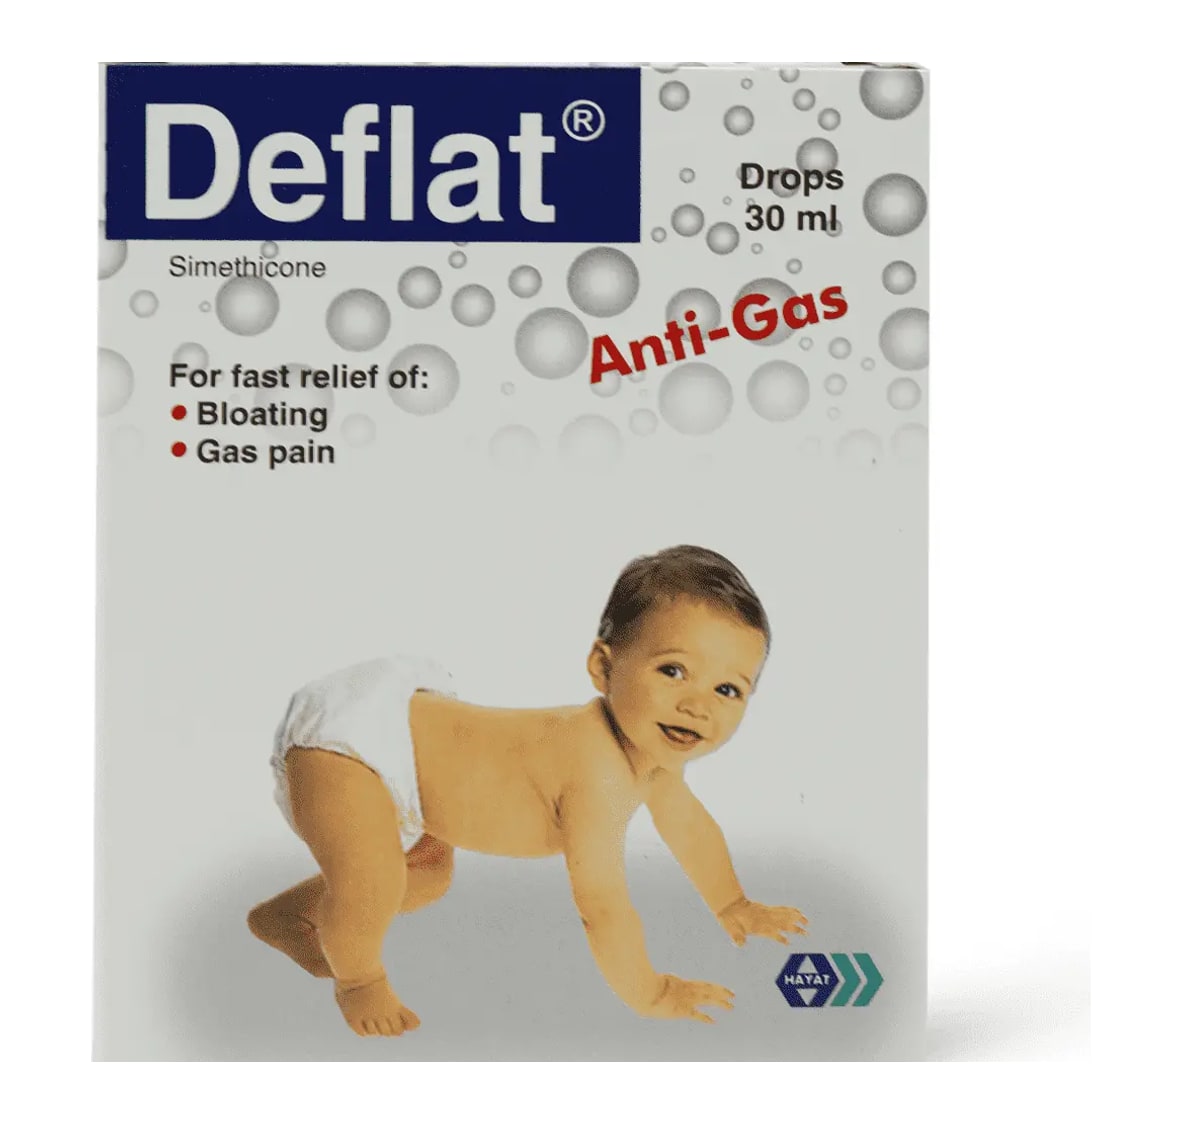 Deflat®
Drops
30 ml
Simethicone
Anti-Gas
For fast relief of:
• Bloating
• Gas pain
HAYAT